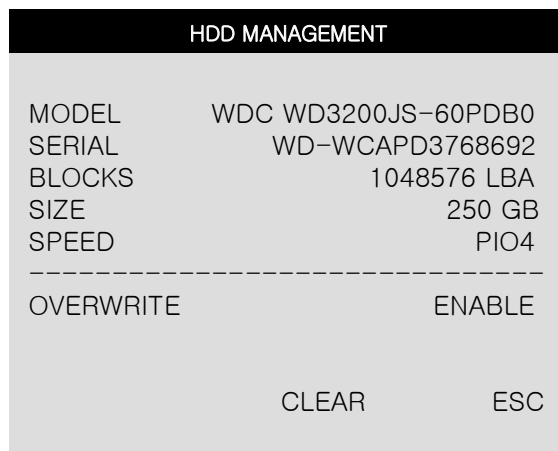 HDD MANAGEMENT
MODEL WDC WD3200JS-60PDB0
SERIAL WD-WCAPD3768692
BLOCKS 1048576 LBA
SIZE 250 GB
SPEED PIO4
--------------------------------
OVERWRITE ENABLE
CLEAR ESC